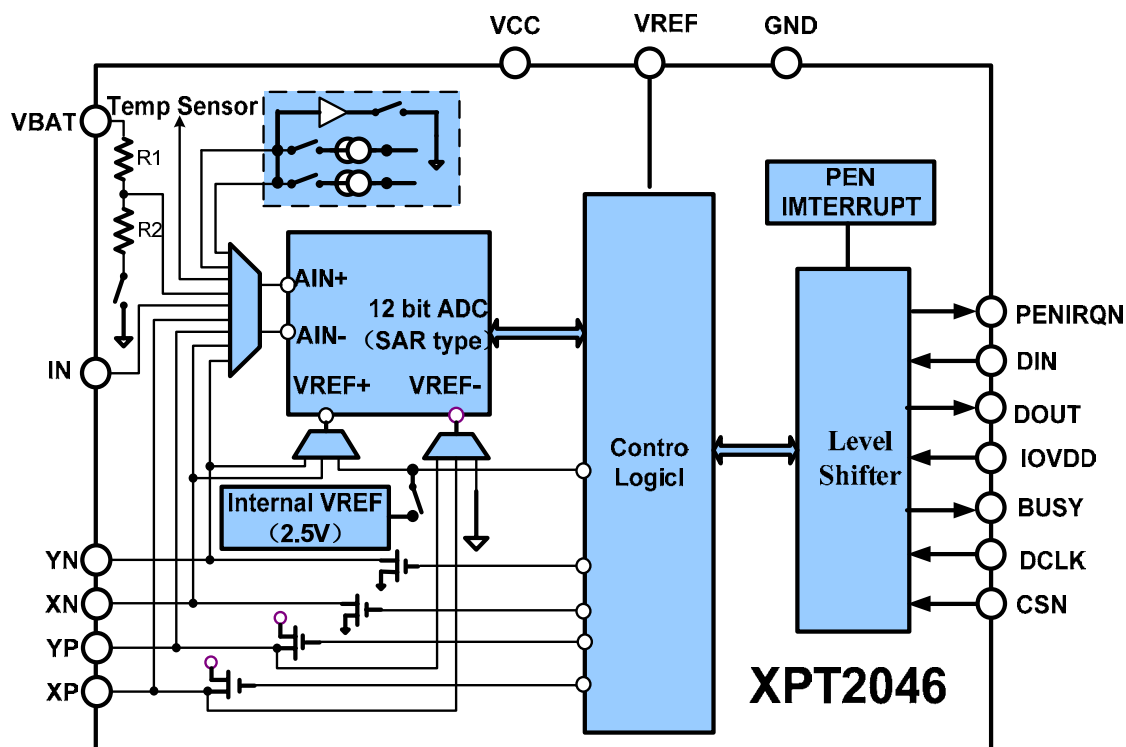 VCC
VREF
GND
Temp Sensor
VBAT
R1
R2
PEN
IMTERRUPT
AIN+
12 bit ADC
（SAR type）
AIN-
VREF+
VREF-
IN
PENIRQN
DIN
DOUT
IOVDD
BUSY
DCLK
CSN
Contro
Logicl
Level
Shifter
Internal VREF
（2.5V）
YN
XN
YP
XP
XPT2046